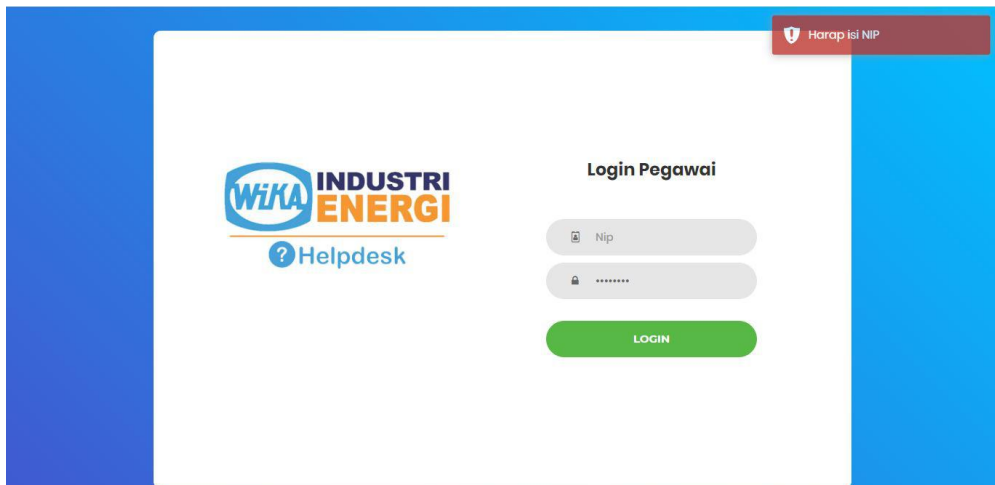 Harap isi NIP
WIKA
INDUSTRI
ENERGI
?Helpdesk
Login Pegawai
Nip
••••••••
LOGIN